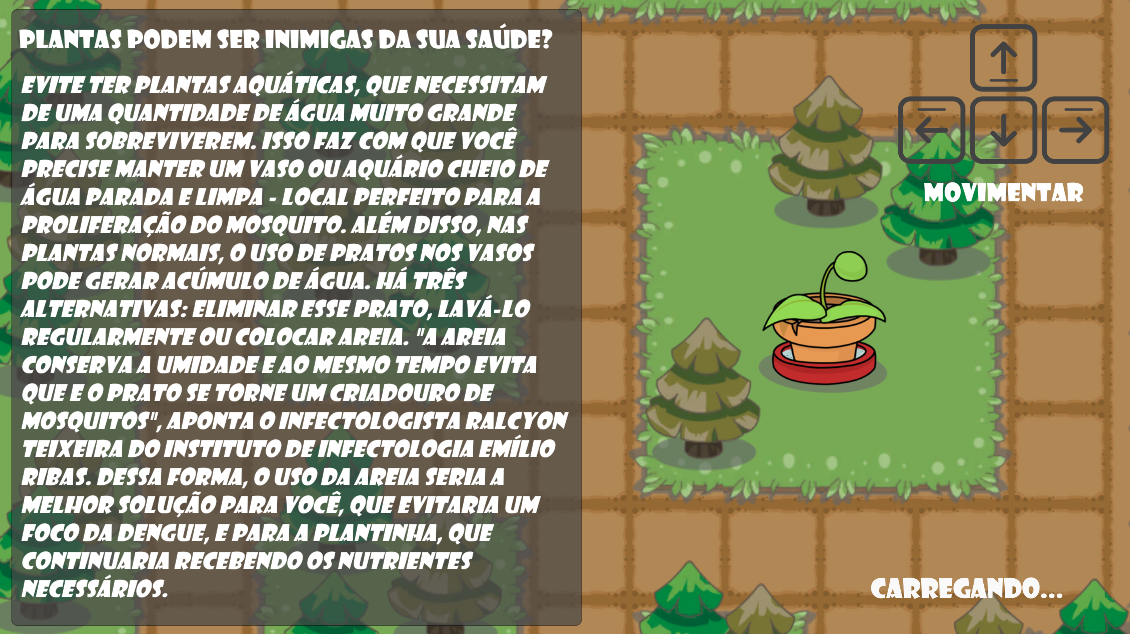 PLANTAS PODEM SER INIMIGAS DA SUA SAÚDE?
EVITE TER PLANTAS AQUÁTICAS, QUE NECESSITAM
DE UMA QUANTIDADE DE ÁGUA MUITO GRANDE
PARA SOBREVIVEREM. ISSO FAZ COM QUE VOCÊ
PRECISE MANTER UM VASO OU AQUÁRIO CHEIO DE
ÁGUA PARADA E LIMPA - LOCAL PERFEITO PARA A
PROLIFERAÇÃO DO MOSQUITO. ALÉM DISSO, NAS
PLANTAS NORMAIS, O USO DE PRATOS NOS VASOS
PODE GERAR ACÚMULO DE ÁGUA. HÁ TRÊS
ALTERNATIVAS: ELIMINAR ESSE PRATO, LAVÁ-LO
REGULARMENTE OU COLOCAR AREIA. "A AREIA
CONSERVA A UMIDADE E AO MESMO TEMPO EVITA
QUE E O PRATO SE TORNE UM CRIADOURO DE
MOSQUITOS", APONTA O INFECTOLOGISTA RALCYON
TEIXEIRA DO INSTITUTO DE INFECTOLOGIA EMÍLIO
RIBAS. DESSA FORMA, O USO DA AREIA SERIA A
MELHOR SOLUÇÃO PARA VOCÊ, QUE EVITARIA UM
FOCO DA DENGUE, E PARA A PLANTINHA, QUE
CONTINUARIA RECEBENDO OS NUTRIENTES
NECESSÁRIOS.
MOVIMENTAR
CARREGANDO...